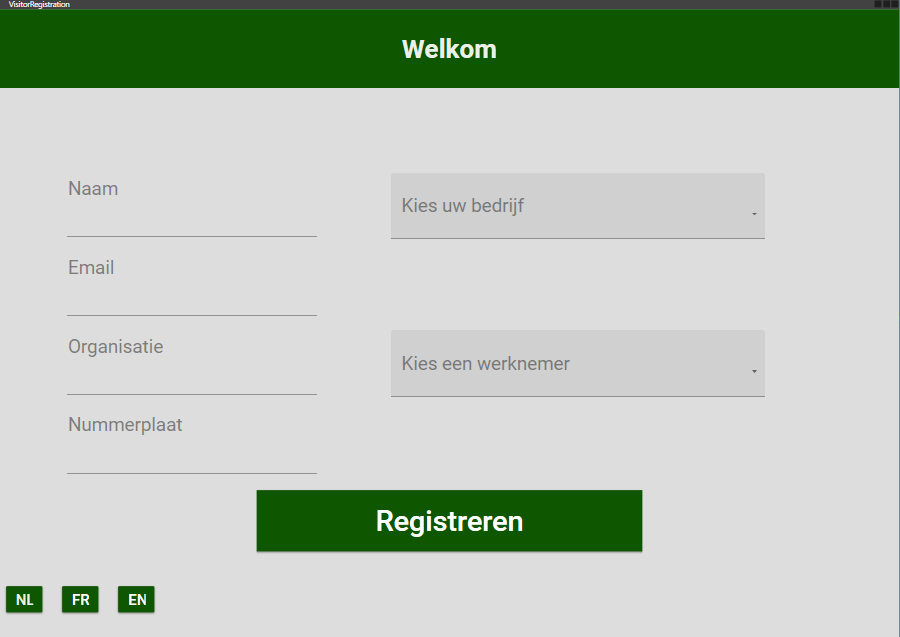 VisitorRegistration
Welkom
Naam
Kies uw bedrijf
Email
Organisatie
Kies een werknemer
Nummerplaat
Registreren
NL FR EN